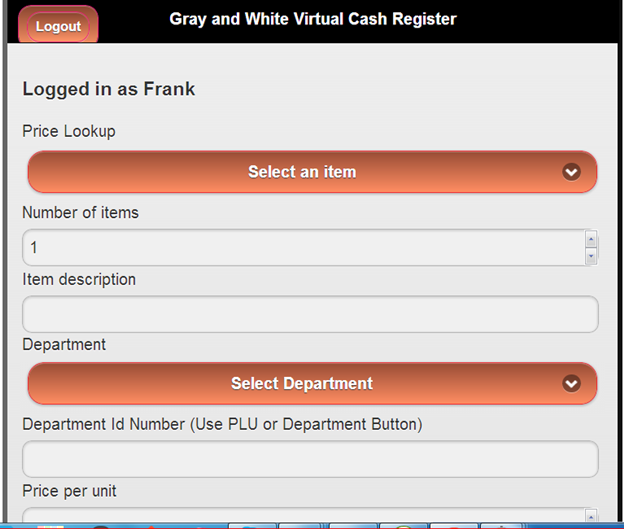 Logout
Gray and White Virtual Cash Register
Logged in as Frank
Price Lookup
Select an item
Number of items
1
Item description
Department
Select Department
Department Id Number (Use PLU or Department Button)
Price per unit